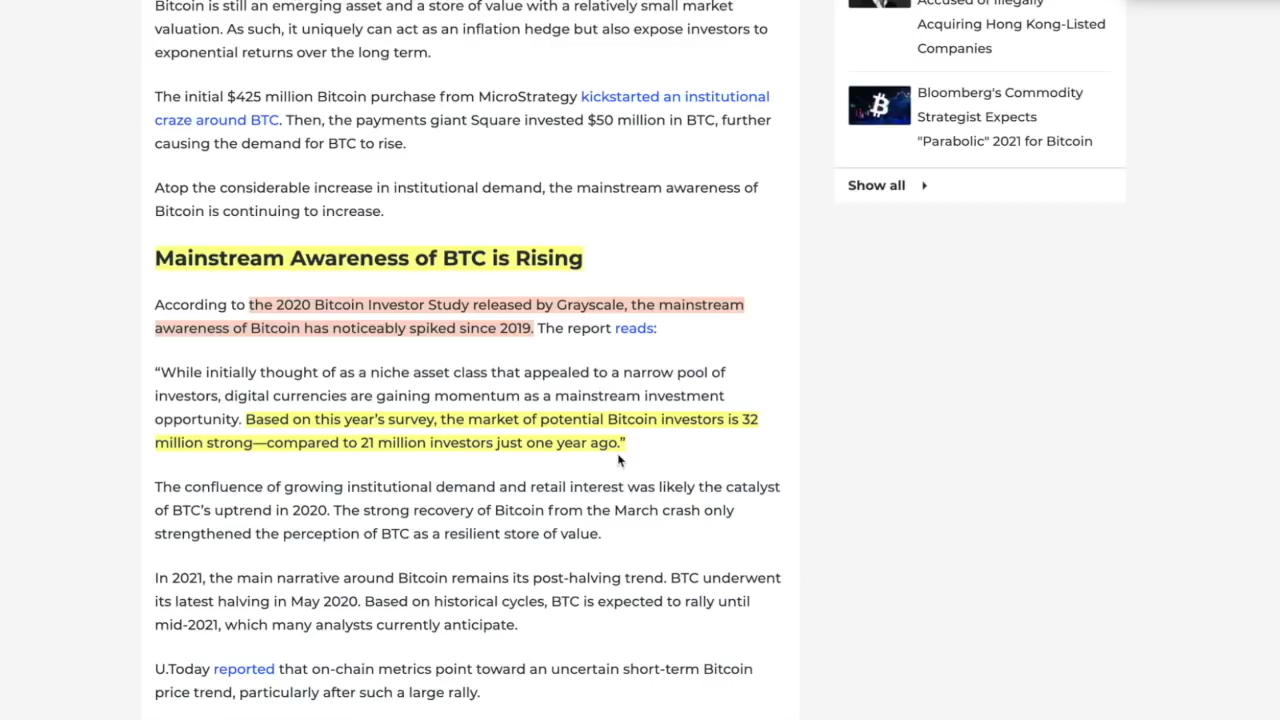 Bitcoin is still an emerging asset and a store of value with a relatively small market
valuation. As such, it uniquely can act as an inflation hedge but also expose investors to
exponential returns over the long term.
The initial $425 million Bitcoin purchase from MicroStrategy kickstarted an institutional
craze around BTC. Then, the payments giant Square invested $50 million in BTC, further
causing the demand for BTC to rise.
Atop the considerable increase in institutional demand, the mainstream awareness of
Bitcoin is continuing to increase.
Mainstream Awareness of BTC is Rising
According to the 2020 Bitcoin Investor Study released by Grayscale, the mainstream
awareness of Bitcoin has noticeably spiked since 2019. The report reads:
“While initially thought of as a niche asset class that appealed to a narrow pool of
investors, digital currencies are gaining momentum as a mainstream investment
opportunity. Based on this year’s survey, the market of potential Bitcoin investors is 32
million strong—compared to 21 million investors just one year ago.”
The confluence of growing institutional demand and retail interest was likely the catalyst
of BTC’s uptrend in 2020. The strong recovery of Bitcoin from the March crash only
strengthened the perception of BTC as a resilient store of value.
In 2021, the main narrative around Bitcoin remains its post-halving trend. BTC underwent
its latest halving in May 2020. Based on historical cycles, BTC is expected to rally until
mid-2021, which many analysts currently anticipate.
U.Today reported that on-chain metrics point toward an uncertain short-term Bitcoin
price trend, particularly after such a large rally.
Accused of Illegally
Acquiring Hong Kong-Listed
Companies
Bloomberg's Commodity
Strategist Expects
"Parabolic" 2021 for Bitcoin
Show all